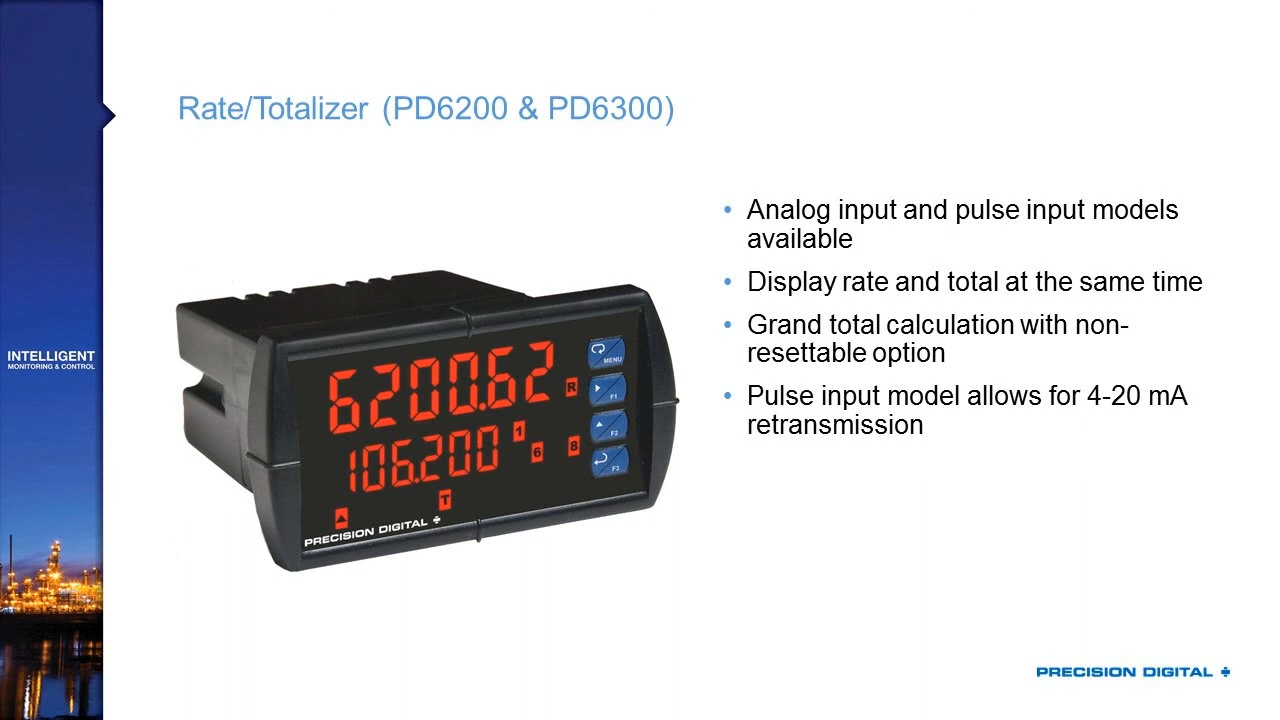 Rate/Totalizer (PD6200 & PD6300)
INTELLIGENT
MONITORING & CONTROL
• Analog input and pulse input models
available
• Display rate and total at the same time
• Grand total calculation with non-
resettable option
• Pulse input model allows for 4-20 mA
retransmission
6200.62
R
106.200
1
6
8
T
MENU
F1
F2
F3
PRECISION DIGITAL
PRECISION DIGITAL